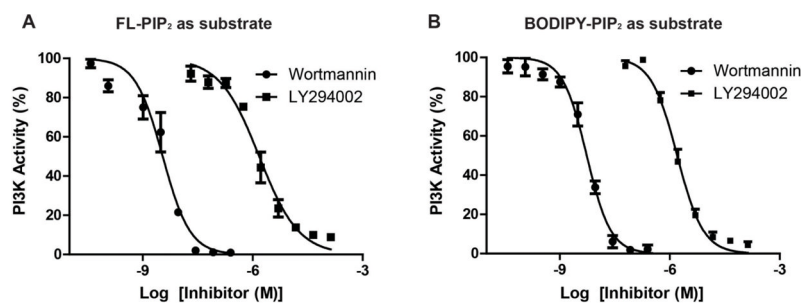 A
FL-PIP₂ as substrate
100
80
60
40
20
0
PI3K Activity (%)
Wortmannin
LY294002
-9
-6
-3
Log [Inhibitor (M)]
B
BODIPY-PIP₂ as substrate
100
80
60
40
20
0
PI3K Activity (%)
Wortmannin
LY294002
-9
-6
-3
Log [Inhibitor (M)]